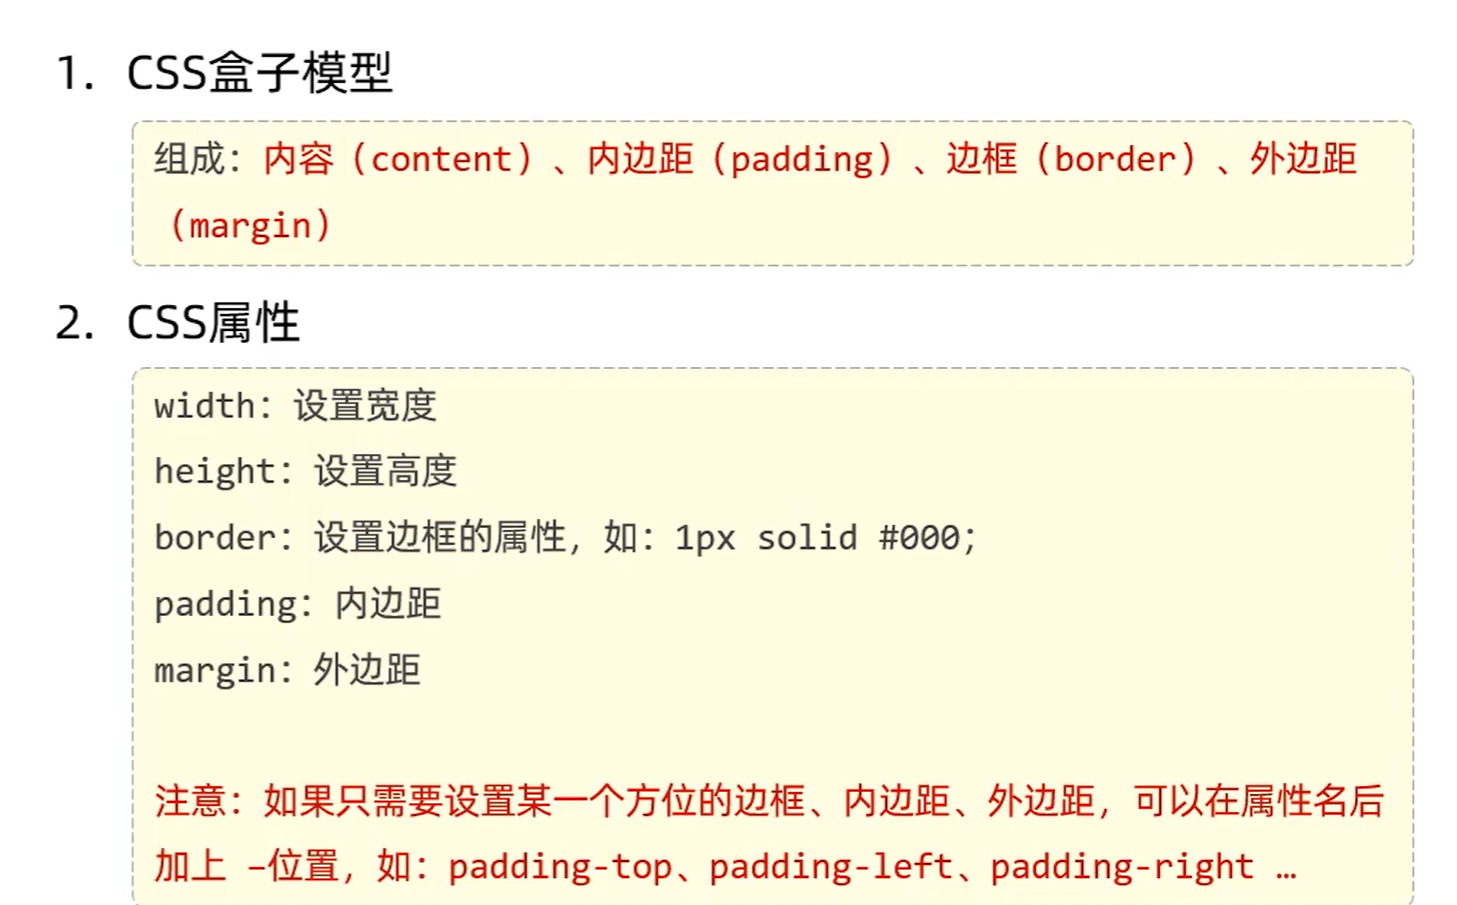 1. CSS盒子模型
组成：内容（content）、内边距（padding）、边框（border）、外边距
（margin）
2. CSS属性
width：设置宽度
height：设置高度
border：设置边框的属性，如：1px solid #000;
padding：内边距
margin：外边距
注意：如果只需要设置某一个方位的边框、内边距、外边距，可以在属性名后
加上 –位置，如：padding-top、padding-left、padding-right …